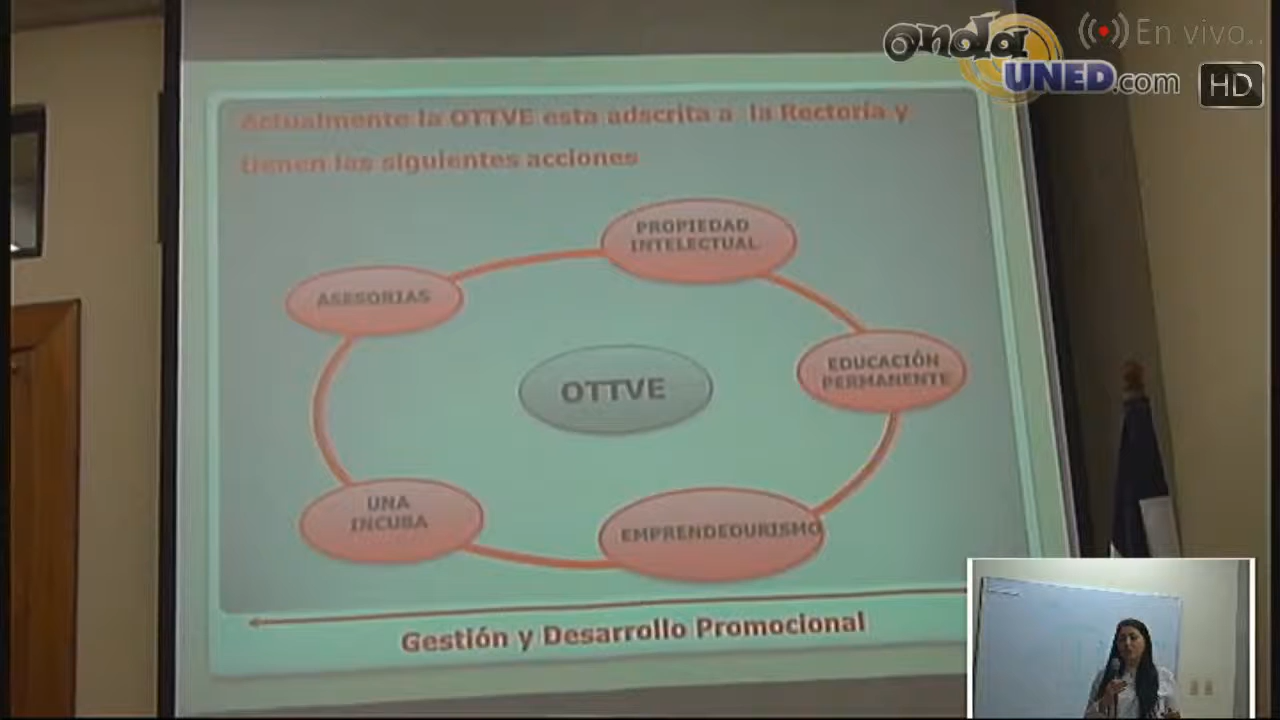 onda
UNED.com
En vivo..
HD
Actualmente la OTTVE esta adscrita a la Rectoría y
tienen las siguientes acciones
PROPIEDAD
INTELECTUAL
ASESORIAS
EDUCACIÓN
PERMANENTE
OTTVE
UNA
INCUBA
EMPRENDEDURISMO
Gestión y Desarrollo Promocional